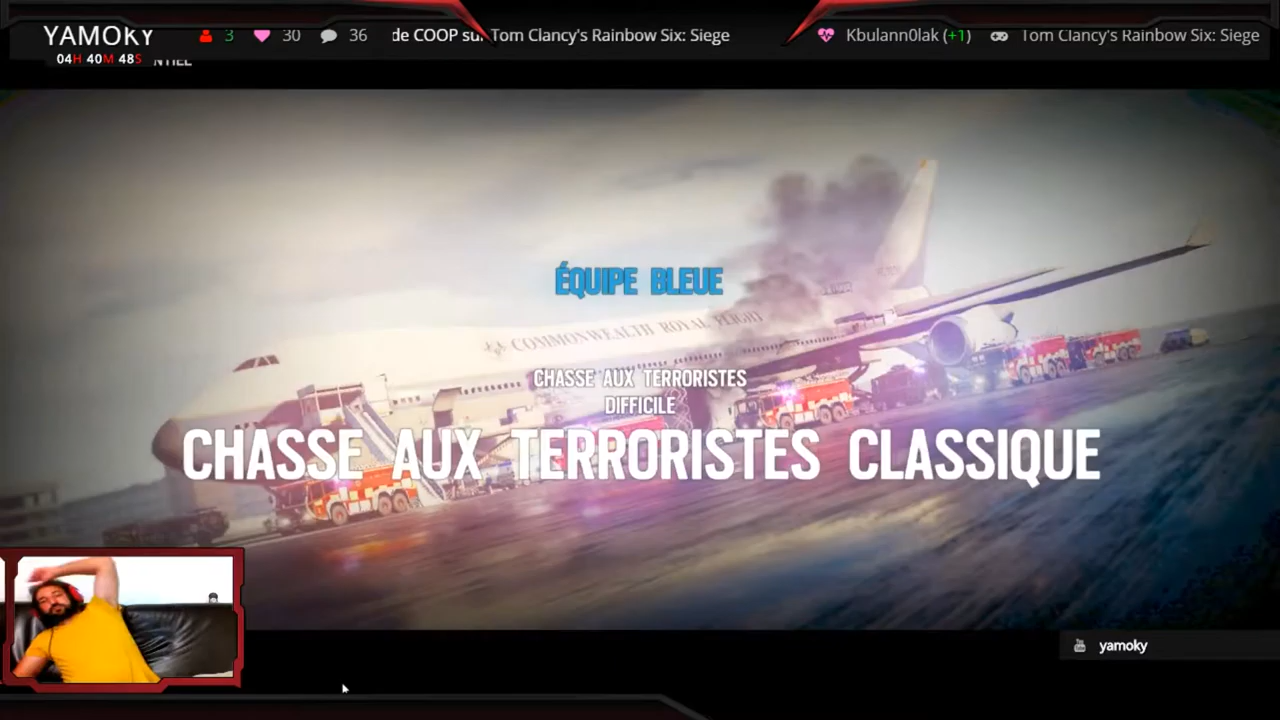 YAMOKY
3
30
36
de COOP sur Tom Clancy's Rainbow Six: Siege
Kbulann0lak (+1)
Tom Clancy's Rainbow Six: Siege
04H 40M 48S
ÉQUIPE BLEUE
COMMONWEALTH ROYAL FLIGHT
CHASSE AUX TERRORISTES
DIFFICILE
CHASSE AUX TERRORISTES CLASSIQUE
yamoky